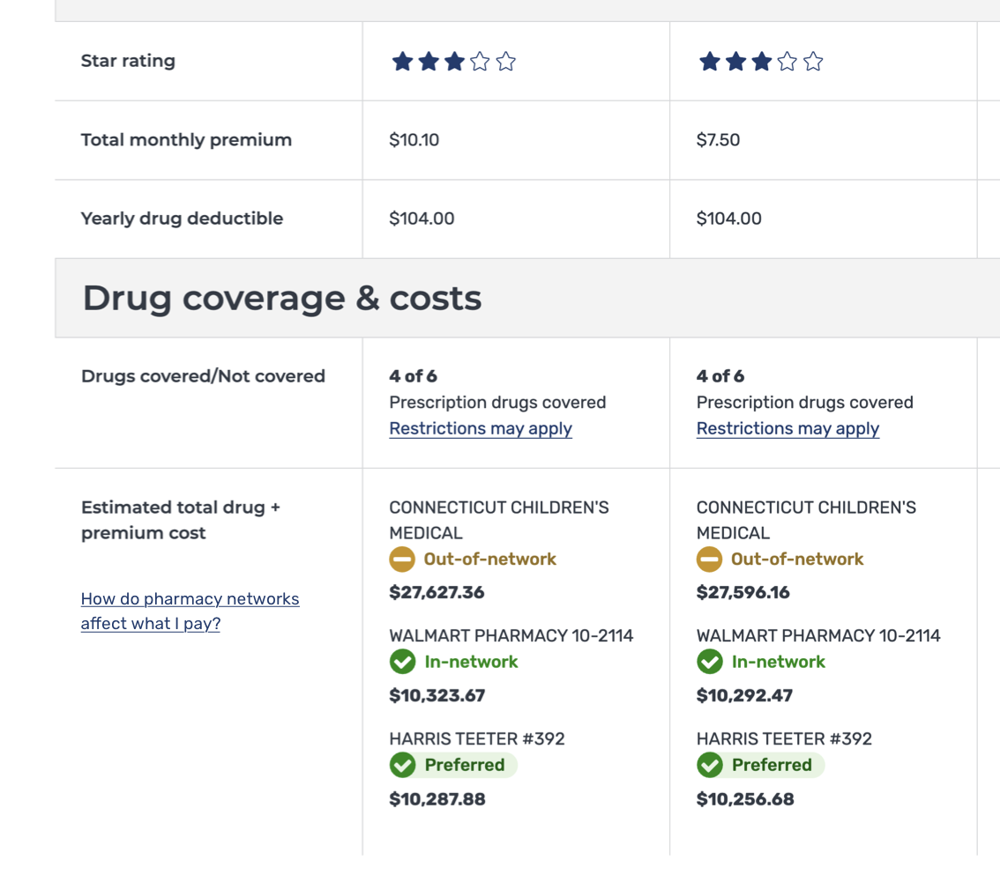 Star rating
Total monthly premium
$10.10
$7.50
Yearly drug deductible
$104.00
$104.00
Drug coverage & costs
Drugs covered/Not covered
4 of 6
Prescription drugs covered
Restrictions may apply
4 of 6
Prescription drugs covered
Restrictions may apply
Estimated total drug +
premium cost
How do pharmacy networks
affect what I pay?
CONNECTICUT CHILDREN'S
MEDICAL
Out-of-network
$27,627.36
WALMART PHARMACY 10-2114
In-network
$10,323.67
HARRIS TEETER #392
Preferred
$10,287.88
CONNECTICUT CHILDREN'S
MEDICAL
Out-of-network
$27,596.16
WALMART PHARMACY 10-2114
In-network
$10,292.47
HARRIS TEETER #392
Preferred
$10,256.68